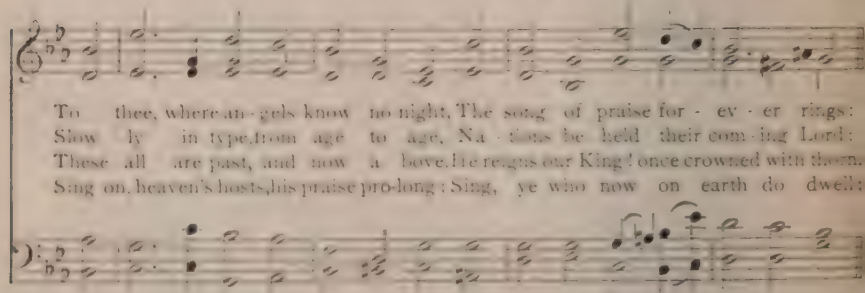 To thee, where an-gels know no night, The song of praise for - ev - er rings:
Slow ly in type, from age to age, Na - tions be held their com-ing Lord:
These all are past, and now a bove, He reigns our King! once crowned with thorn.
Sing on, heaven's hosts, his praise pro-long; Sing, ye who now on earth do dwell: